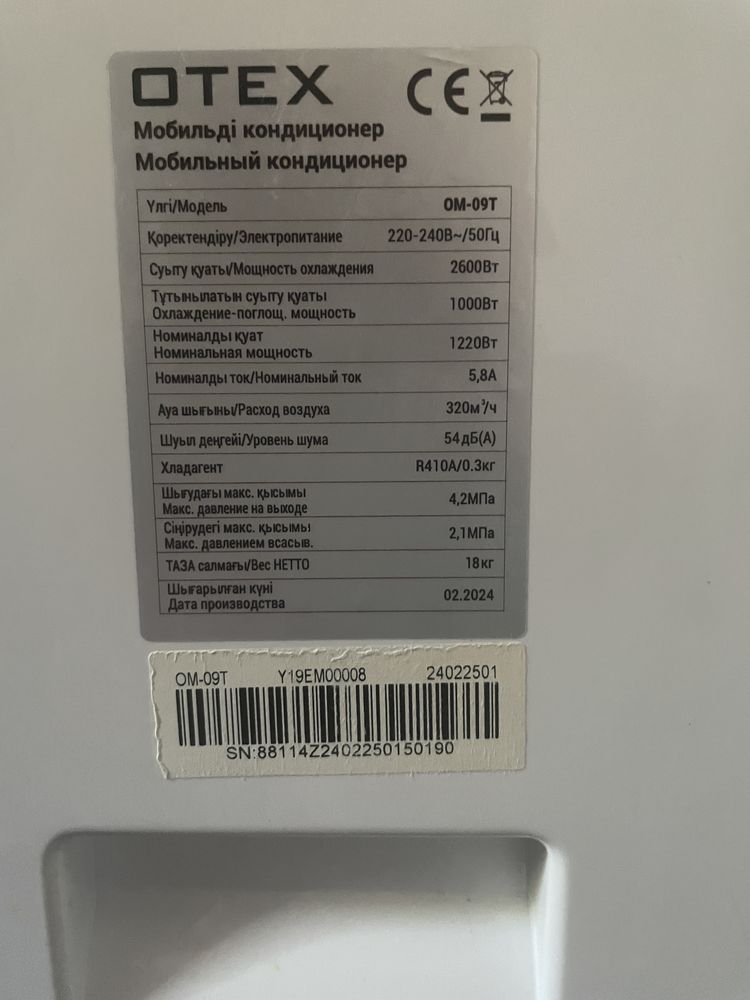 OTEX
CE
Мобильді кондиционер
Мобильный кондиционер
Үлгі/Модель OM-09T
Қоректендіру/Электропитание 220-240В~/50Гц
Суыту қуаты/Мощность охлаждения 2600Вт
Тұтынылатын суыту қуаты
Охлаждение-поглощ. мощность 1000Вт
Номиналды қуат
Номинальная мощность 1220Вт
Номиналды ток/Номинальный ток 5,8А
Ауа шығыны/Расход воздуха 320м³/ч
Шуыл деңгейі/Уровень шума 54дБ(А)
Хладагент R410A/0.3кг
Шығудағы макс. қысымы
Макс. давление на выходе 4,2МПа
Сіңірудегі макс. қысымы
Макс. давлением всасыв. 2,1МПа
ТАЗА салмағы/Вес НЕТТО 18кг
Шығарылған күні
Дата производства 02.2024
OM-09T Y19EM00008 24022501
SN:88114Z2402250150190